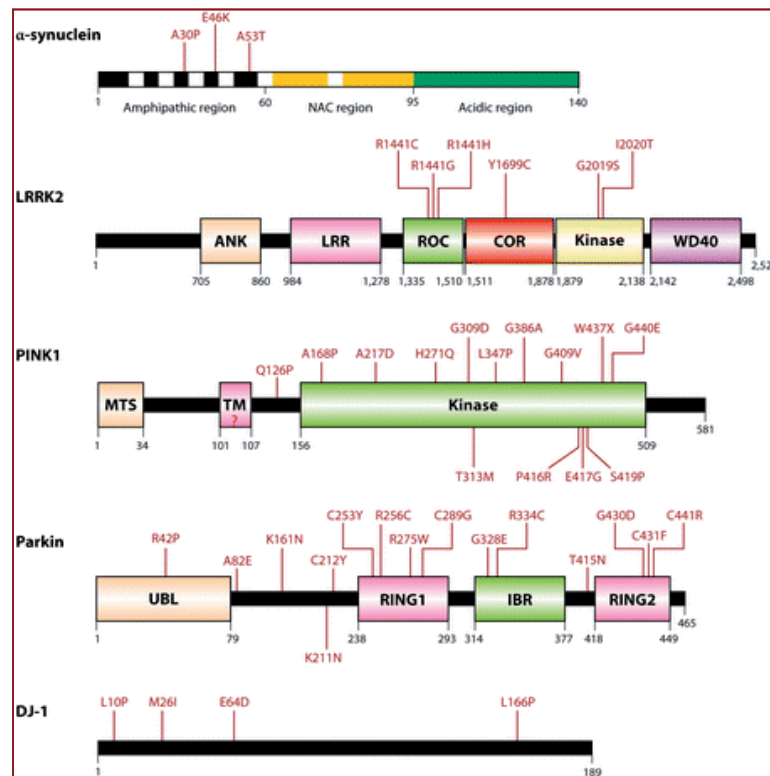 α-synuclein
E46K
A30P A53T
1 60 95 140
Amphipathic region NAC region Acidic region
LRRK2
R1441C R1441H I2020T
R1441G Y1699C G2019S
ANK LRR ROC COR Kinase WD40
1 705 860 984 1,278 1,335 1,510 1,511 1,878 1,879 2,138 2,142 2,498
PINK1
G309D G386A W437X G440E
A168P A217D H271Q L347P G409V
Q126P
MTS TM ? Kinase
1 34 101 107 156 509 581
T313M P416R E417G S419P
Parkin
C253Y R256C C289G R334C G430D C441R
R42P K161N R275W G328E C431F
A82E C212Y T415N
UBL RING1 IBR RING2
1 79 238 293 314 377 418 449 465
K211N
DJ-1
L10P M26I E64D L166P
1 189